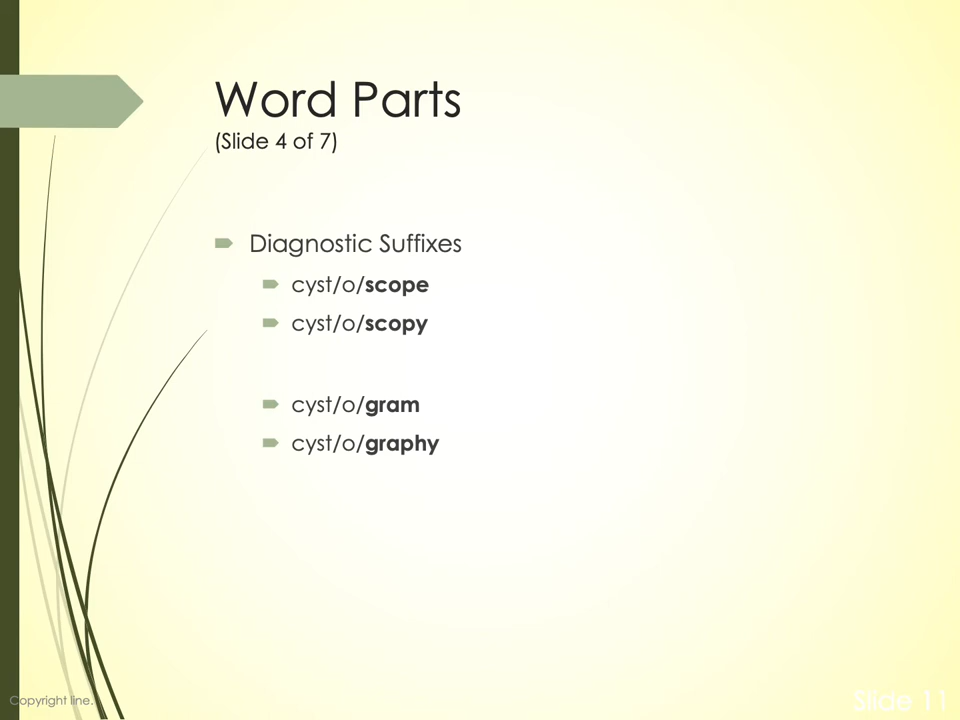 Word Parts
(Slide 4 of 7)
Diagnostic Suffixes
cyst/o/scope
cyst/o/scopy
cyst/o/gram
cyst/o/graphy
Copyright line.
Slide 11